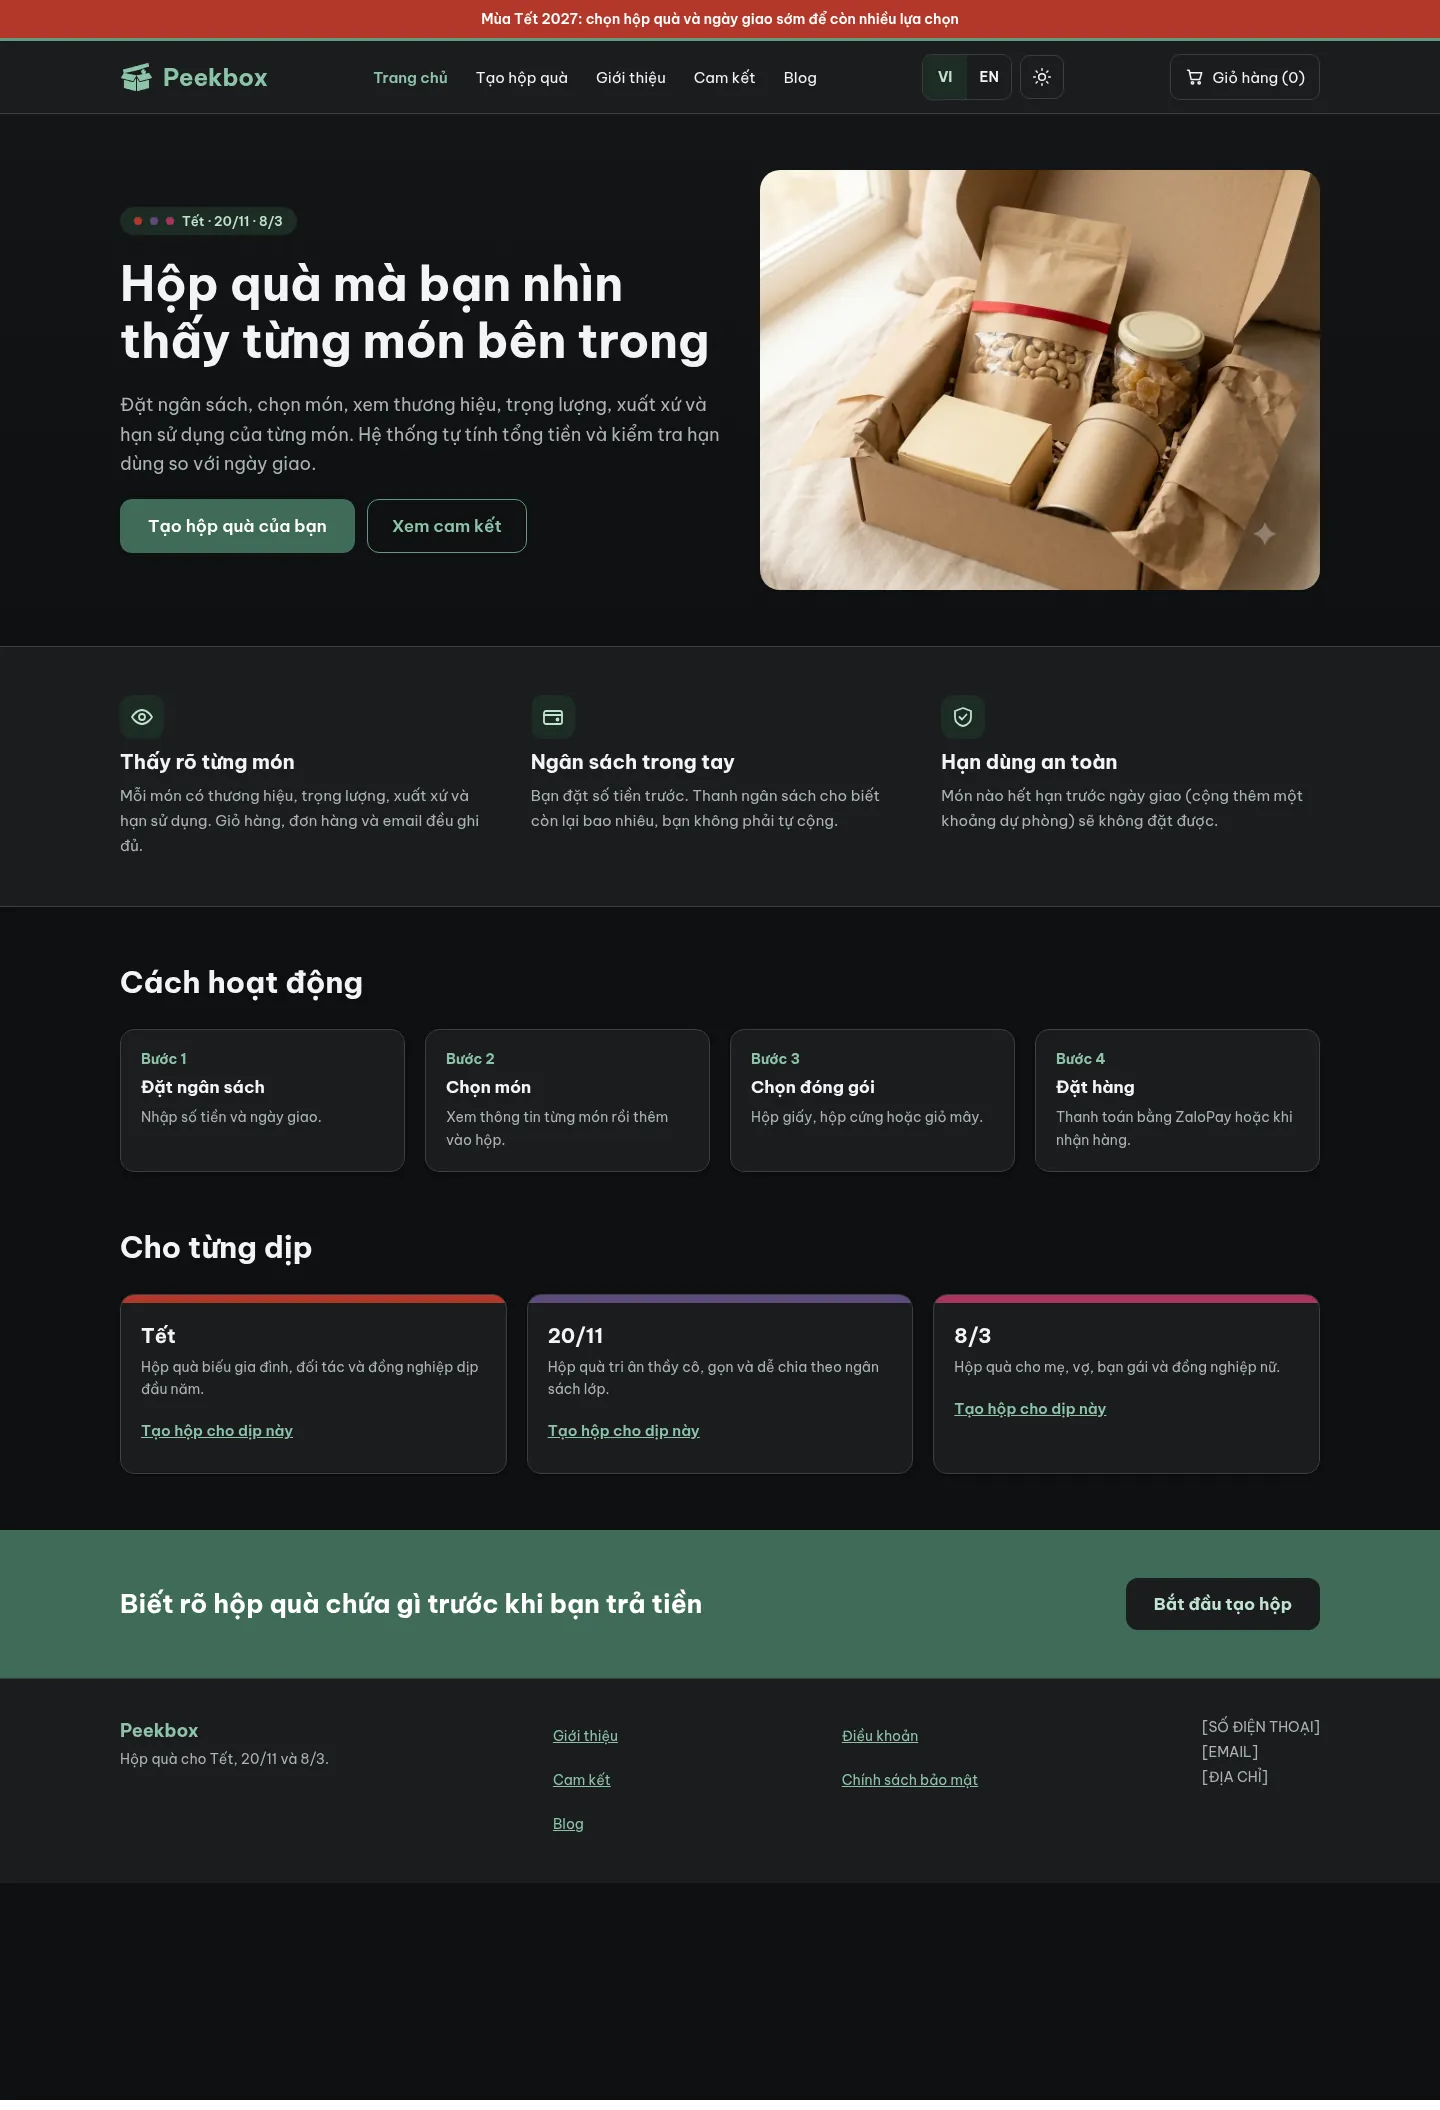 Mùa Tết 2027: chọn hộp quà và ngày giao sớm để còn nhiều lựa chọn
Peekbox
Trang chủ
Tạo hộp quà
Giới thiệu
Cam kết
Blog
VI
EN
Giỏ hàng (0)
Tết · 20/11 · 8/3
Hộp quà mà bạn nhìn
thấy từng món bên trong
Đặt ngân sách, chọn món, xem thương hiệu, trọng lượng, xuất xứ và
hạn sử dụng của từng món. Hệ thống tự tính tổng tiền và kiểm tra hạn
dùng so với ngày giao.
Tạo hộp quà của bạn
Xem cam kết
Thấy rõ từng món
Mỗi món có thương hiệu, trọng lượng, xuất xứ và
hạn sử dụng. Giỏ hàng, đơn hàng và email đều ghi
đủ.
Ngân sách trong tay
Bạn đặt số tiền trước. Thanh ngân sách cho biết
còn lại bao nhiêu, bạn không phải tự cộng.
Hạn dùng an toàn
Món nào hết hạn trước ngày giao (cộng thêm một
khoảng dự phòng) sẽ không đặt được.
Cách hoạt động
Bước 1
Đặt ngân sách
Nhập số tiền và ngày giao.
Bước 2
Chọn món
Xem thông tin từng món rồi thêm
vào hộp.
Bước 3
Chọn đóng gói
Hộp giấy, hộp cứng hoặc giỏ mây.
Bước 4
Đặt hàng
Thanh toán bằng ZaloPay hoặc khi
nhận hàng.
Cho từng dịp
Tết
Hộp quà biếu gia đình, đối tác và đồng nghiệp dịp
đầu năm.
Tạo hộp cho dịp này
20/11
Hộp quà tri ân thầy cô, gọn và dễ chia theo ngân
sách lớp.
Tạo hộp cho dịp này
8/3
Hộp quà cho mẹ, vợ, bạn gái và đồng nghiệp nữ.
Tạo hộp cho dịp này
Biết rõ hộp quà chứa gì trước khi bạn trả tiền
Bắt đầu tạo hộp
Peekbox
Hộp quà cho Tết, 20/11 và 8/3.
Giới thiệu
Cam kết
Blog
Điều khoản
Chính sách bảo mật
[SỐ ĐIỆN THOẠI]
[EMAIL]
[ĐỊA CHỈ]